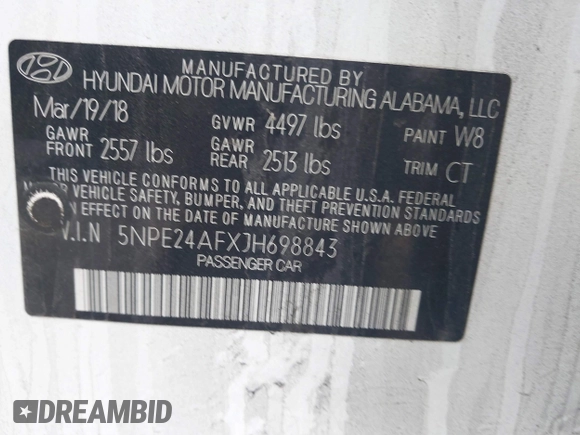 MANUFACTURED BY
HYUNDAI MOTOR MANUFACTURING ALABAMA, LLC
Mar/19/18 GVWR 4497 lbs PAINT W8
GAWR FRONT 2557 lbs GAWR REAR 2513 lbs TRIM CT
THIS VEHICLE CONFORMS TO ALL APPLICABLE U.S.A. FEDERAL
VEHICLE SAFETY, BUMPER, AND THEFT PREVENTION STANDARDS
IN EFFECT ON THE DATE OF MANUFACTURE SHOWN ABOVE.
V.I.N 5NPE24AFXJH698843
PASSENGER CAR
DREAMBID